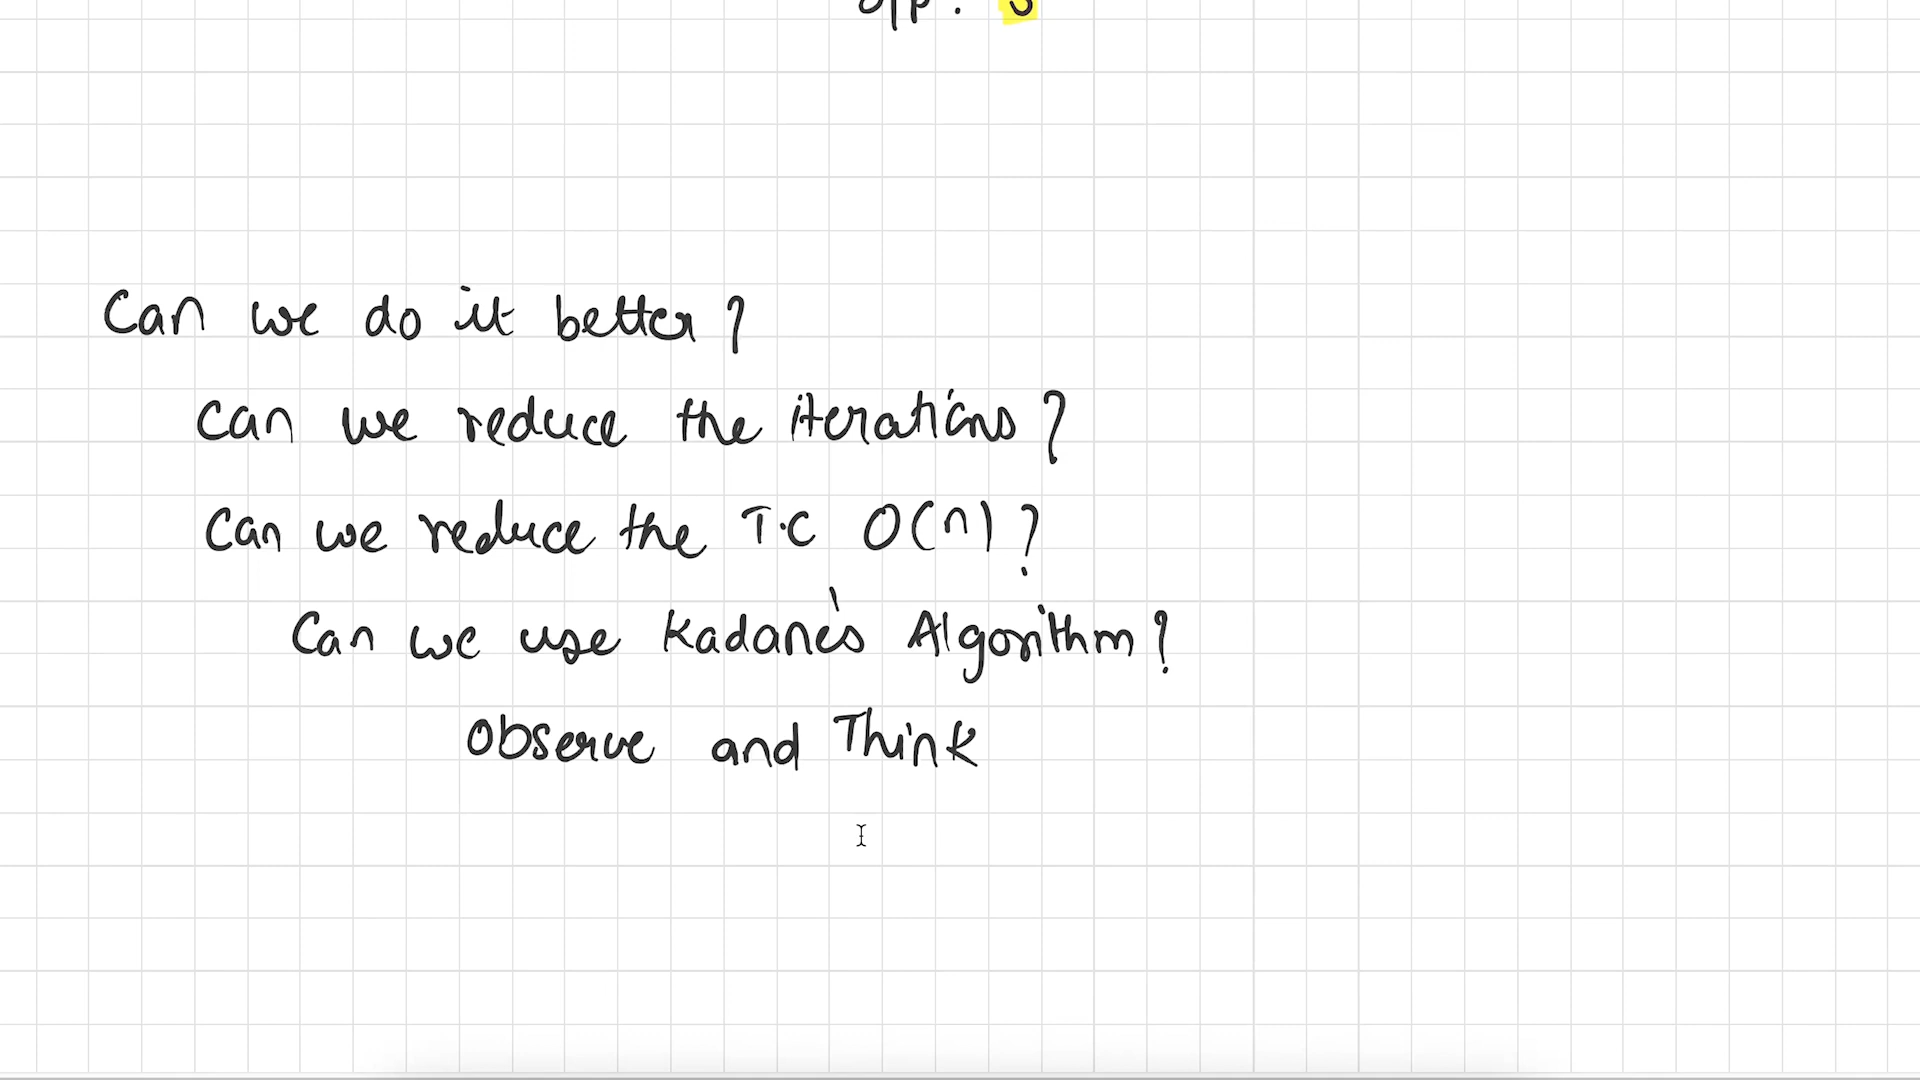 Can we do it better?
Can we reduce the iterations?
Can we reduce the T.C O(n)?
Can we use Kadane's Algorithm?
Observe and Think